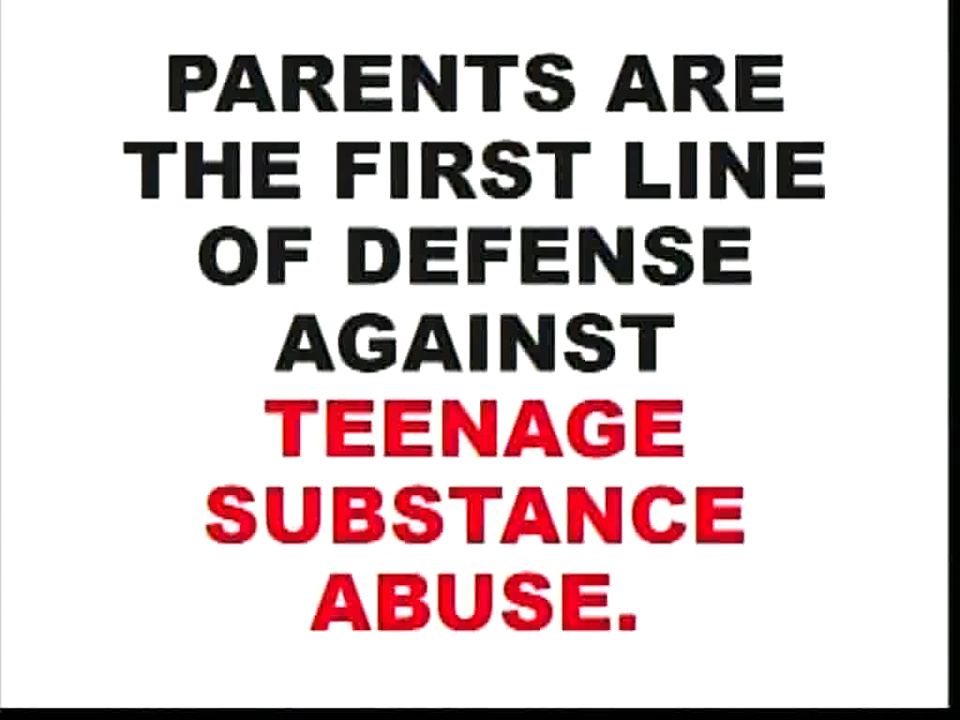 PARENTS ARE
THE FIRST LINE
OF DEFENSE
AGAINST
TEENAGE
SUBSTANCE
ABUSE.